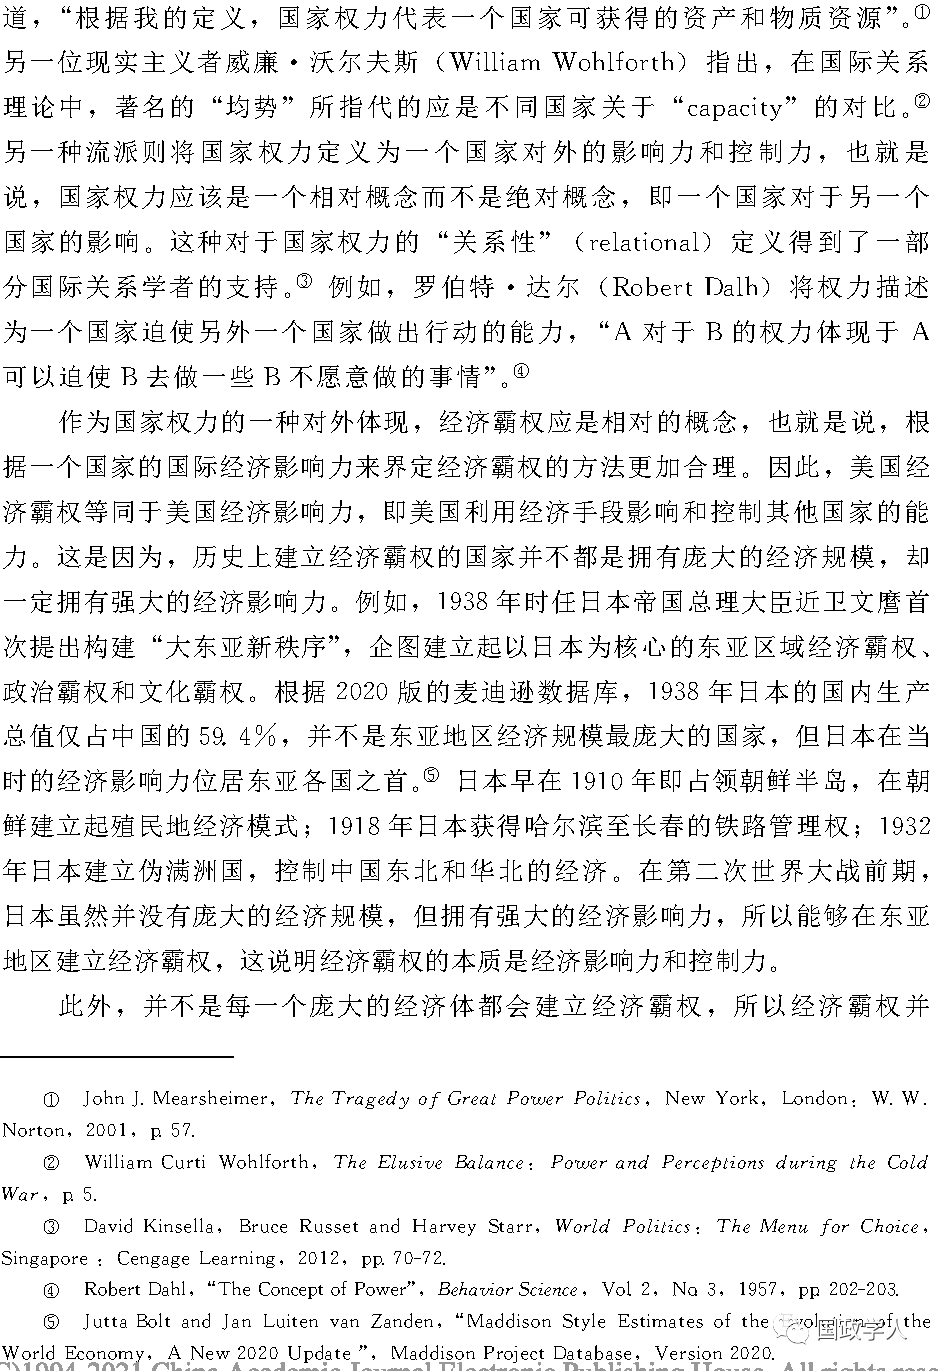 道，“根据我的定义，国家权力代表一个国家可获得的资产和物质资源”。①
另一位现实主义者威廉·沃尔夫斯（William Wohlforth）指出，在国际关系
理论中，著名的“均势”所指代的应是不同国家关于“capacity”的对比。②
另一种流派则将国家权力定义为一个国家对外的影响力和控制力，也就是
说，国家权力应该是一个相对概念而不是绝对概念，即一个国家对于另一个
国家的影响。这种对于国家权力的“关系性”（relational）定义得到了一部
分国际关系学者的支持。③ 例如，罗伯特·达尔（Robert Dalh）将权力描述
为一个国家迫使另外一个国家做出行动的能力，“A 对于 B 的权力体现于 A
可以迫使 B 去做一些 B 不愿意做的事情”。④
作为国家权力的一种对外体现，经济霸权应是相对的概念，也就是说，根
据一个国家的国际经济影响力来界定经济霸权的方法更加合理。因此，美国经
济霸权等同于美国经济影响力，即美国利用经济手段影响和控制其他国家的能
力。这是因为，历史上建立经济霸权的国家并不都是拥有庞大的经济规模，却
一定拥有强大的经济影响力。例如，1938 年时任日本帝国总理大臣近卫文麿首
次提出构建“大东亚新秩序”，企图建立起以日本为核心的东亚区域经济霸权、
政治霸权和文化霸权。根据 2020 版的麦迪逊数据库，1938 年日本的国内生产
总值仅占中国的 59.4%，并不是东亚地区经济规模最庞大的国家，但日本在当
时的经济影响力位居东亚各国之首。⑤ 日本早在 1910 年即占领朝鲜半岛，在朝
鲜建立起殖民地经济模式；1918 年日本获得哈尔滨至长春的铁路管理权；1932
年日本建立伪满洲国，控制中国东北和华北的经济。在第二次世界大战前期，
日本虽然并没有庞大的经济规模，但拥有强大的经济影响力，所以能够在东亚
地区建立经济霸权，这说明经济霸权的本质是经济影响力和控制力。
此外，并不是每一个庞大的经济体都会建立经济霸权，所以经济霸权并
① John J. Mearsheimer，The Tragedy of Great Power Politics，New York，London：W. W.
Norton，2001，p. 57.
② William Curti Wohlforth，The Elusive Balance：Power and Perceptions during the Cold
War，p. 5.
③ David Kinsella，Bruce Russet and Harvey Starr，World Politics：The Menu for Choice，
Singapore：Cengage Learning，2012，pp. 70-72.
④ Robert Dahl，“The Concept of Power”，Behavior Science，Vol. 2，No. 3，1957，pp. 202-203.
⑤ Jutta Bolt and Jan Luiten van Zanden，“Maddison Style Estimates of the Evolution of the
World Economy，A New 2020 Update ”，Maddison Project Database，Version 2020.
国政学人
(C)1994-2021 China Academic Journal Electronic Publishing House. All rights rese